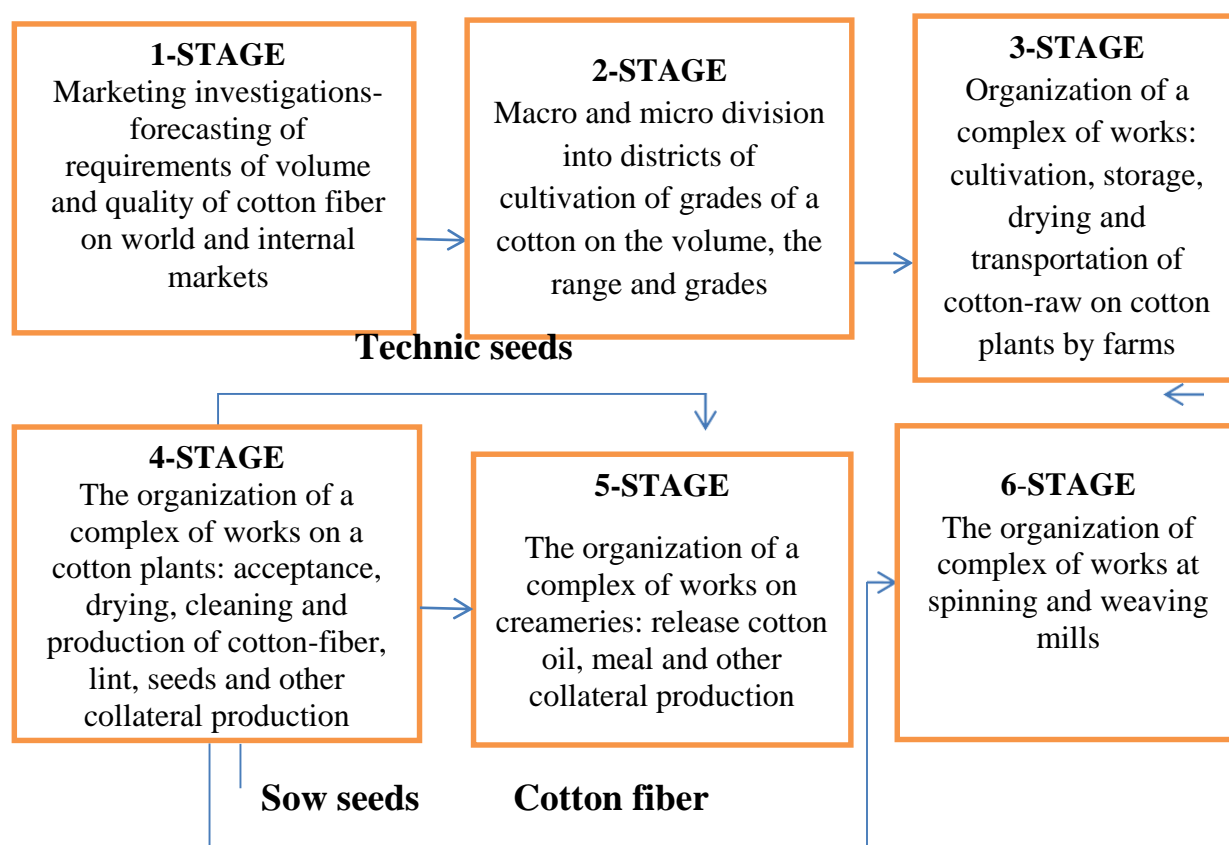 1-STAGE
Marketing investigations-
forecasting of
requirements of volume
and quality of cotton fiber
on world and internal
markets
2-STAGE
Macro and micro division
into districts of
cultivation of grades of a
cotton on the volume, the
range and grades
3-STAGE
Organization of a
complex of works:
cultivation, storage,
drying and
transportation of
cotton-raw on cotton
plants by farms
Technic seeds
4-STAGE
The organization of a
complex of works on a
cotton plants: acceptance,
drying, cleaning and
production of cotton-fiber,
lint, seeds and other
collateral production
5-STAGE
The organization of a
complex of works on
creameries: release cotton
oil, meal and other
collateral production
6-STAGE
The organization of
complex of works at
spinning and weaving
mills
Sow seeds
Cotton fiber